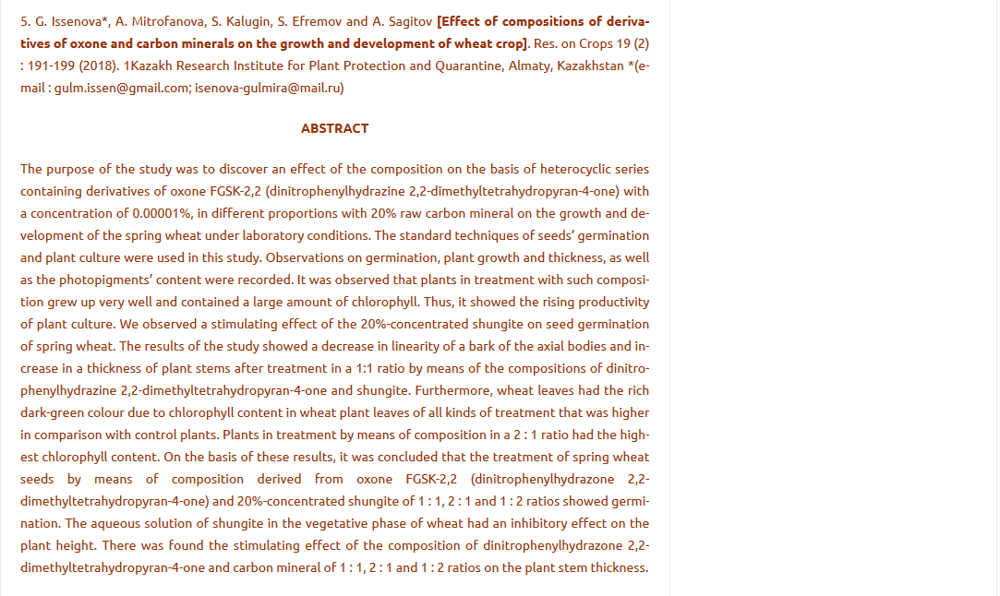 5. G. Issenova*, A. Mitrofanova, S. Kalugin, S. Efremov and A. Sagitov [Effect of compositions of deriva-
tives of oxone and carbon minerals on the growth and development of wheat crop]. Res. on Crops 19 (2)
: 191-199 (2018). 1Kazakh Research Institute for Plant Protection and Quarantine, Almaty, Kazakhstan *(e-
mail : gulm.issen@gmail.com; isenova-gulmira@mail.ru)
ABSTRACT
The purpose of the study was to discover an effect of the composition on the basis of heterocyclic series
containing derivatives of oxone FGSK-2,2 (dinitrophenylhydrazine 2,2-dimethyltetrahydropyran-4-one) with
a concentration of 0.00001%, in different proportions with 20% raw carbon mineral on the growth and de-
velopment of the spring wheat under laboratory conditions. The standard techniques of seeds’ germination
and plant culture were used in this study. Observations on germination, plant growth and thickness, as well
as the photopigments’ content were recorded. It was observed that plants in treatment with such composi-
tion grew up very well and contained a large amount of chlorophyll. Thus, it showed the rising productivity
of plant culture. We observed a stimulating effect of the 20%-concentrated shungite on seed germination
of spring wheat. The results of the study showed a decrease in linearity of a bark of the axial bodies and in-
crease in a thickness of plant stems after treatment in a 1:1 ratio by means of the compositions of dinitro-
phenylhydrazine 2,2-dimethyltetrahydropyran-4-one and shungite. Furthermore, wheat leaves had the rich
dark-green colour due to chlorophyll content in wheat plant leaves of all kinds of treatment that was higher
in comparison with control plants. Plants in treatment by means of composition in a 2 : 1 ratio had the high-
est chlorophyll content. On the basis of these results, it was concluded that the treatment of spring wheat
seeds by means of composition derived from oxone FGSK-2,2 (dinitrophenylhydrazone 2,2-
dimethyltetrahydropyran-4-one) and 20%-concentrated shungite of 1 : 1, 2 : 1 and 1 : 2 ratios showed germi-
nation. The aqueous solution of shungite in the vegetative phase of wheat had an inhibitory effect on the
plant height. There was found the stimulating effect of the composition of dinitrophenylhydrazone 2,2-
dimethyltetrahydropyran-4-one and carbon mineral of 1 : 1, 2 : 1 and 1 : 2 ratios on the plant stem thickness.